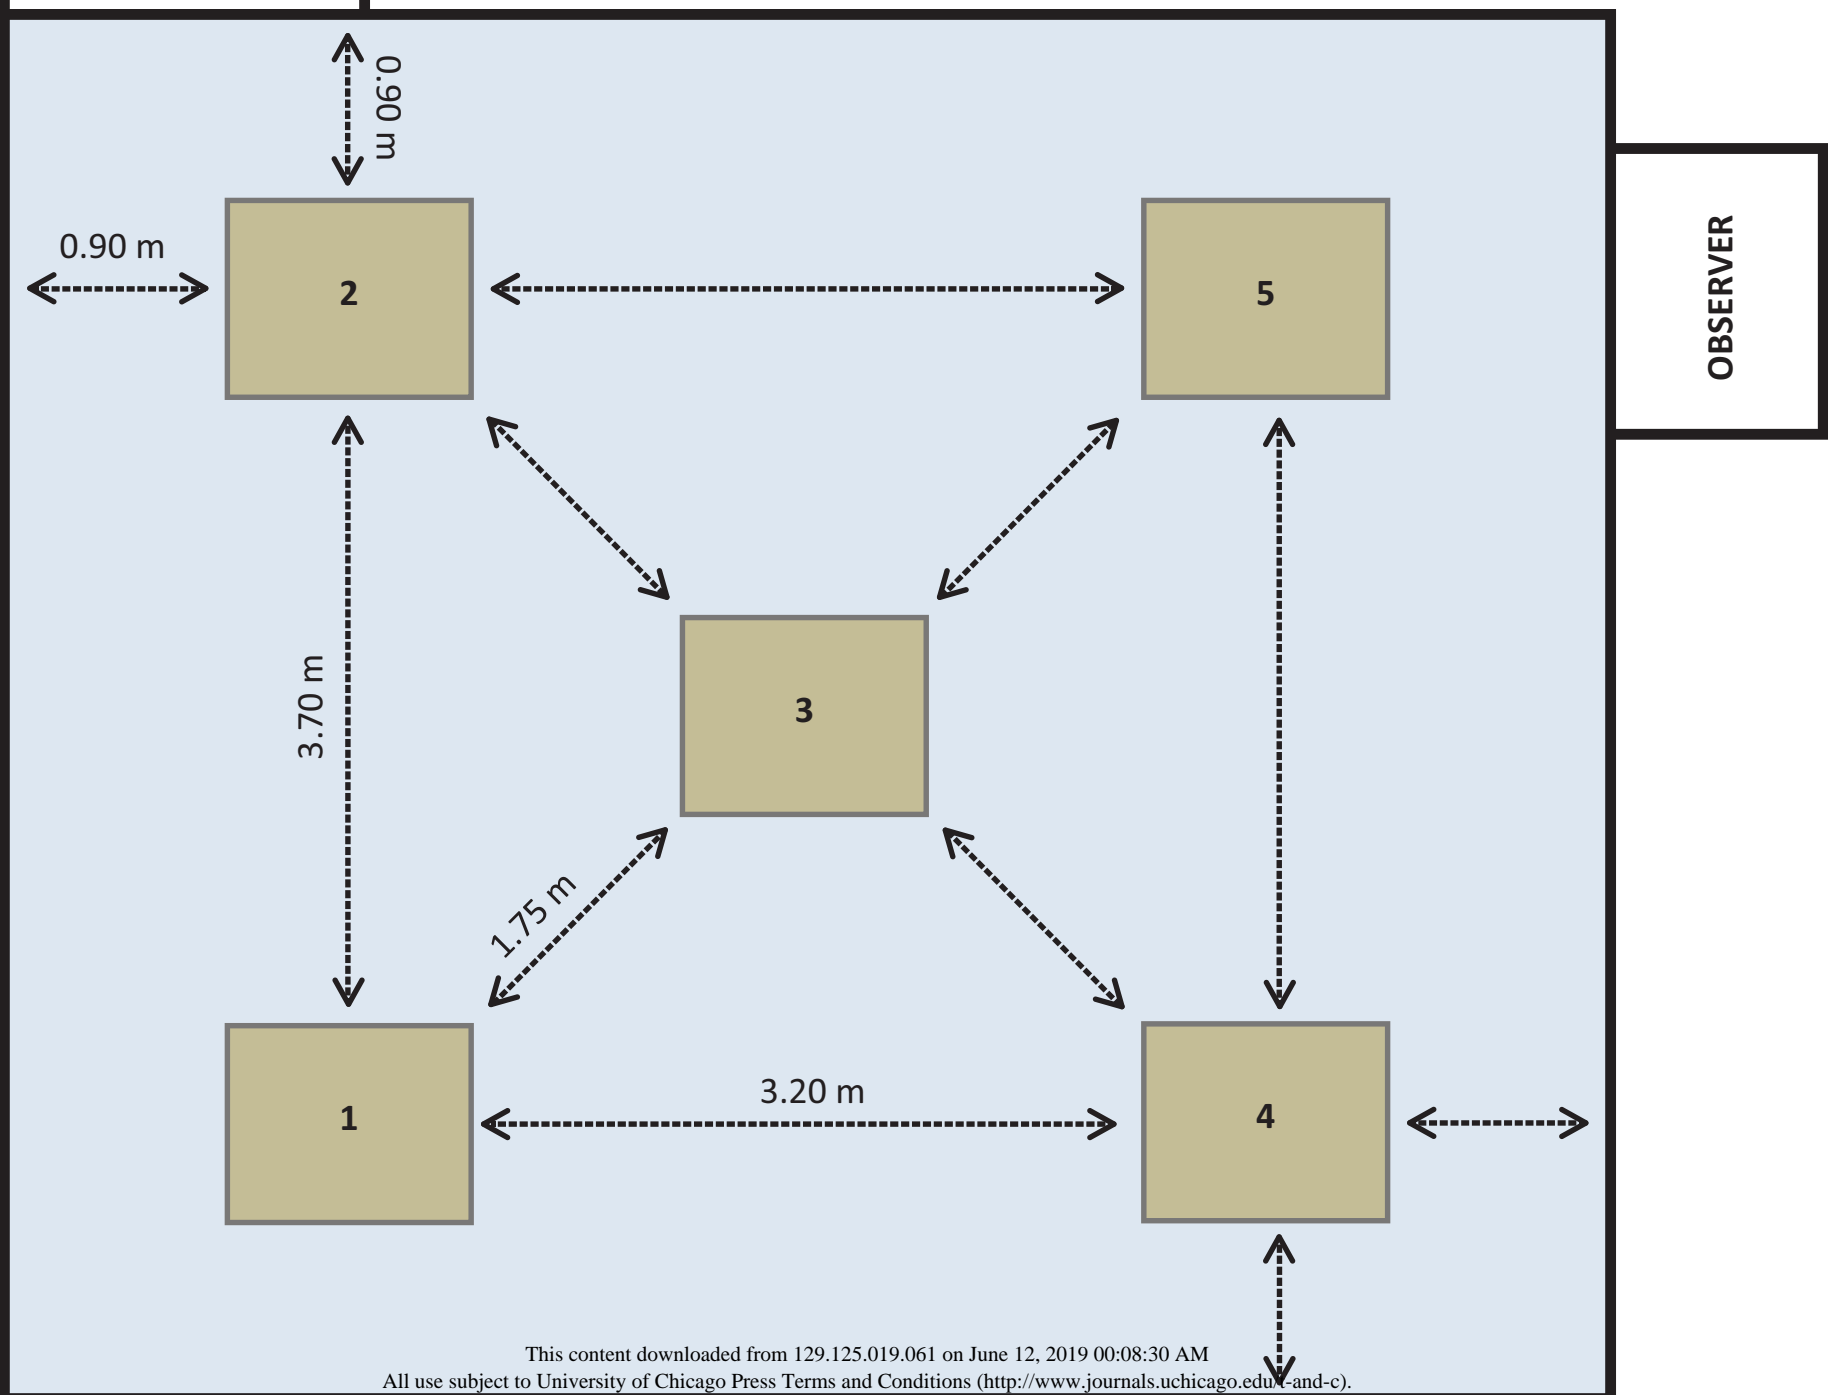 0.90 m
0.90 m
2
5
OBSERVER
3.70 m
3
1.75 m
3.20 m
1
4
This content downloaded from 129.125.019.061 on June 12, 2019 00:08:30 AM
All use subject to University of Chicago Press Terms and Conditions (http://www.journals.uchicago.edu/t-and-c).